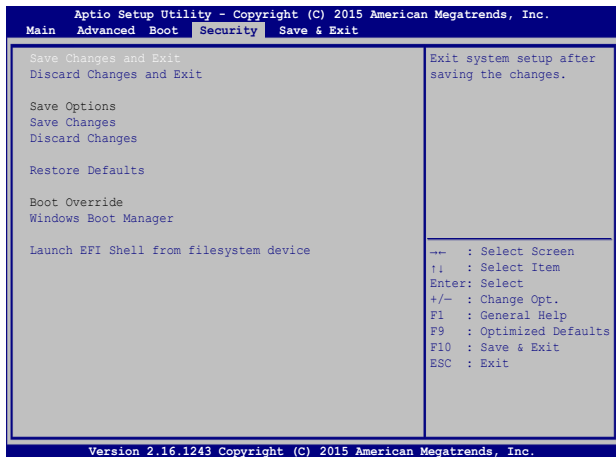 Aptio Setup Utility - Copyright (C) 2015 American Megatrends, Inc.
Main Advanced Boot Security Save & Exit
Save Changes and Exit
Discard Changes and Exit
Save Options
Save Changes
Discard Changes
Restore Defaults
Boot Override
Windows Boot Manager
Launch EFI Shell from filesystem device
Exit system setup after
saving the changes.
→← : Select Screen
↑↓ : Select Item
Enter: Select
+/— : Change Opt.
F1 : General Help
F9 : Optimized Defaults
F10 : Save & Exit
ESC : Exit
Version 2.16.1243 Copyright (C) 2015 American Megatrends, Inc.